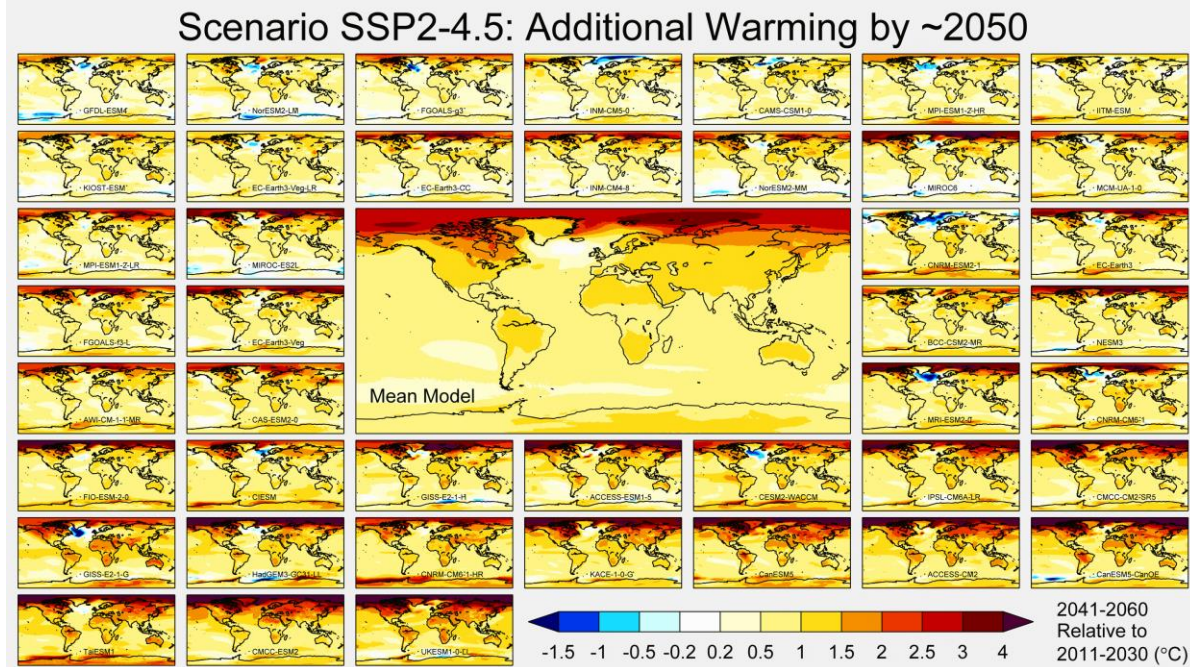 Scenario SSP2-4.5: Additional Warming by ~2050
GFDL-ESM4
NorESM2-LM
FGOALS-g3
INM-CM5-0
CAMS-CSM1-0
MPI-ESM1-2-HR
IITM-ESM
KIOST-ESM
EC-Earth3-Veg-LR
EC-Earth3-CC
INM-CM4-8
NorESM2-MM
MIROC6
MCM-UA-1-0
MPI-ESM1-2-LR
MIROC-ES2L
CNRM-ESM2-1
EC-Earth3
FGOALS-f3-L
EC-Earth3-Veg
BCC-CSM2-MR
NESM3
AWI-CM-1-1-MR
CAS-ESM2-0
Mean Model
MRI-ESM2-0
CNRM-CM6-1
FIO-ESM-2-0
CIESM
GISS-E2-1-H
ACCESS-ESM1-5
CESM2-WACCM
IPSL-CM6A-LR
CMCC-CM2-SR5
GISS-E2-1-G
HadGEM3-GC31-LL
CNRM-CM6-1-HR
KACE-1-0-G
CanESM5
ACCESS-CM2
CanESM5-CanOE
TaiESM1
CMCC-ESM2
UKESM1-0-LL
-1.5 -1 -0.5 -0.2 0.2 0.5 1 1.5 2 2.5 3 4
2041-2060
Relative to
2011-2030 (°C)